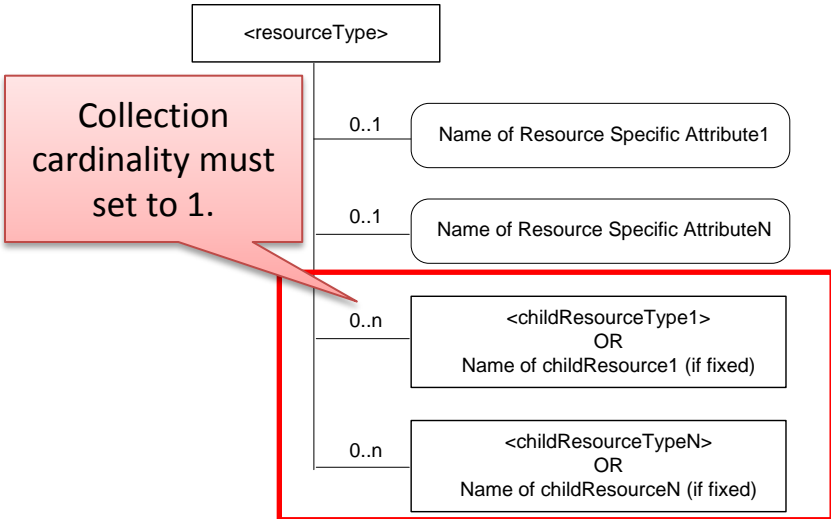 <resourceType>
Collection
cardinality must
set to 1.
0..1
Name of Resource Specific Attribute1
0..1
Name of Resource Specific AttributeN
0..n
<childResourceType1>
OR
Name of childResource1 (if fixed)
0..n
<childResourceTypeN>
OR
Name of childResourceN (if fixed)